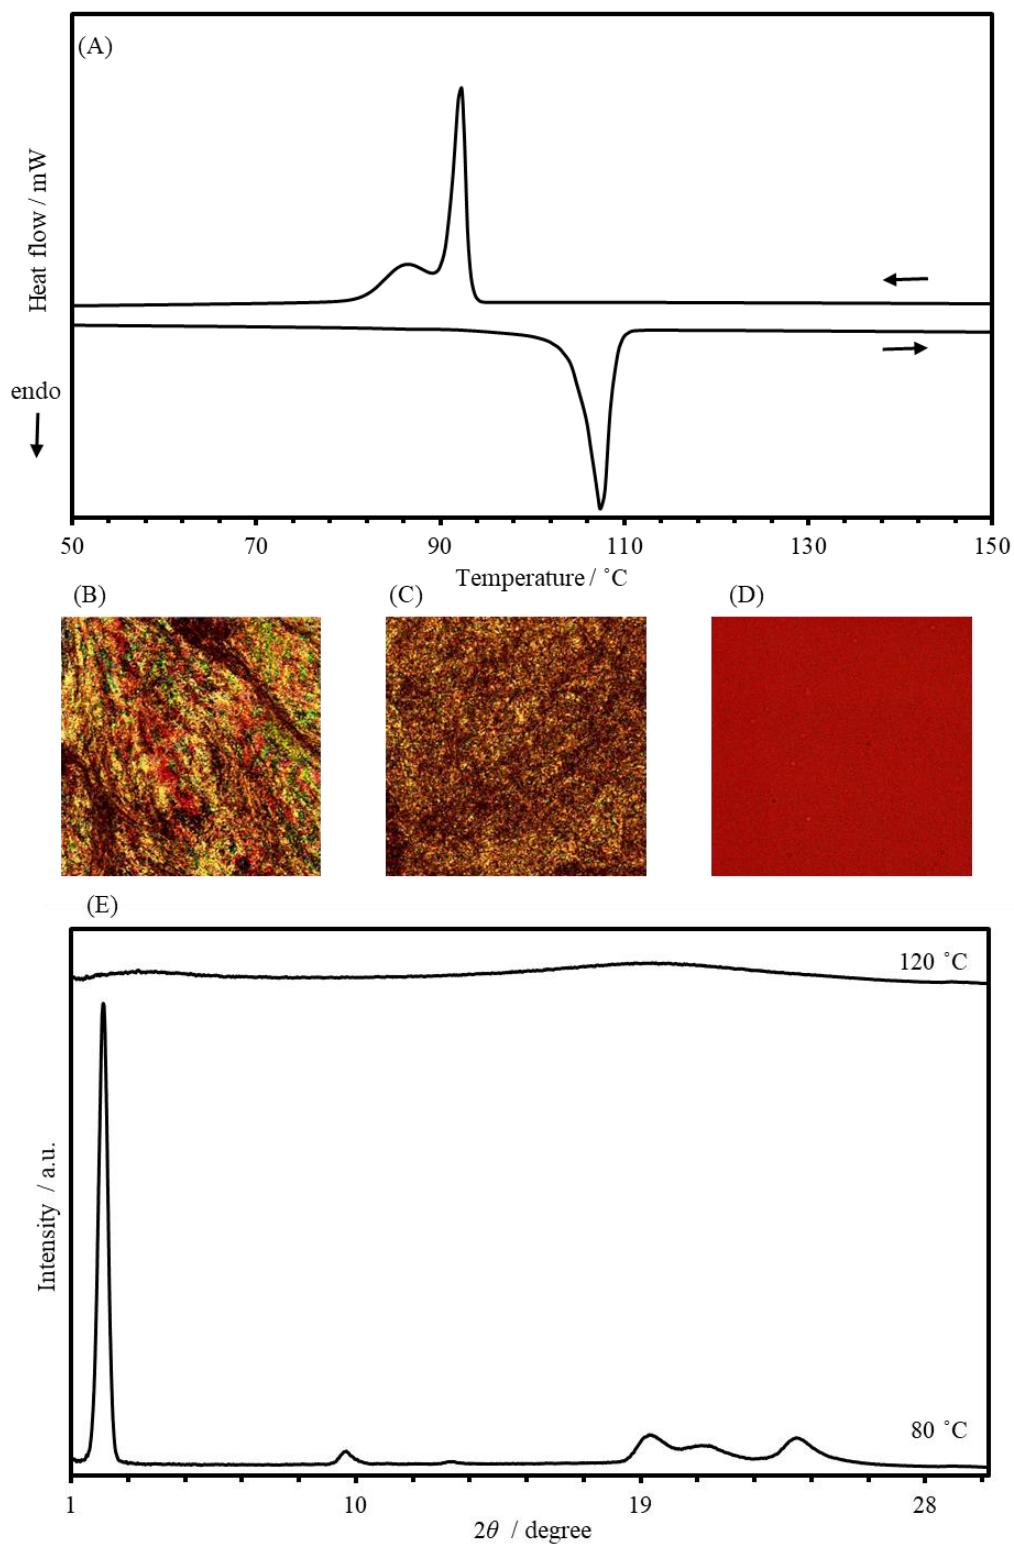 (A)
Heat flow / mW
endo
50 70 90 110 130 150
Temperature / ˚C
(B) (C) (D)
(E)
120 ˚C
Intensity / a.u.
80 ˚C
1 10 19 28
2θ / degree